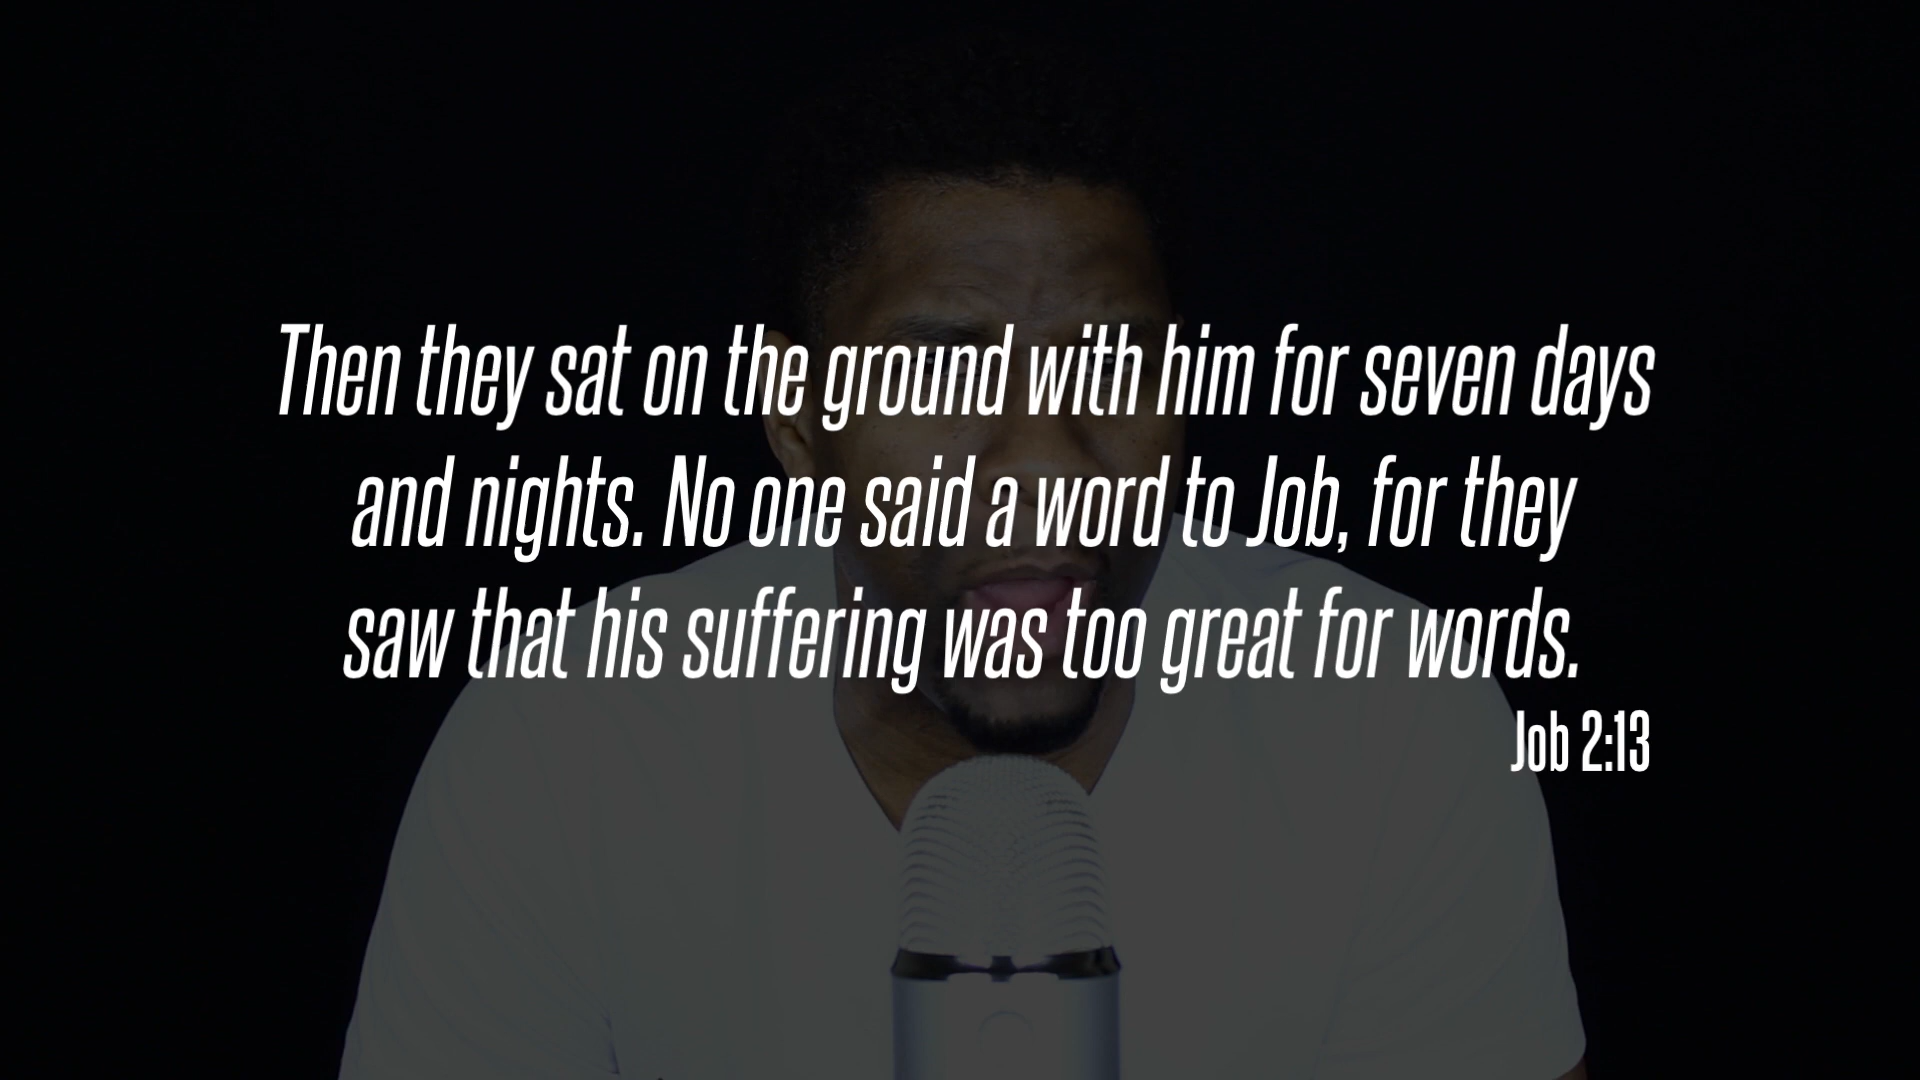 Then they sat on the ground with him for seven days
and nights. No one said a word to Job, for they
saw that his suffering was too great for words.
Job 2:13